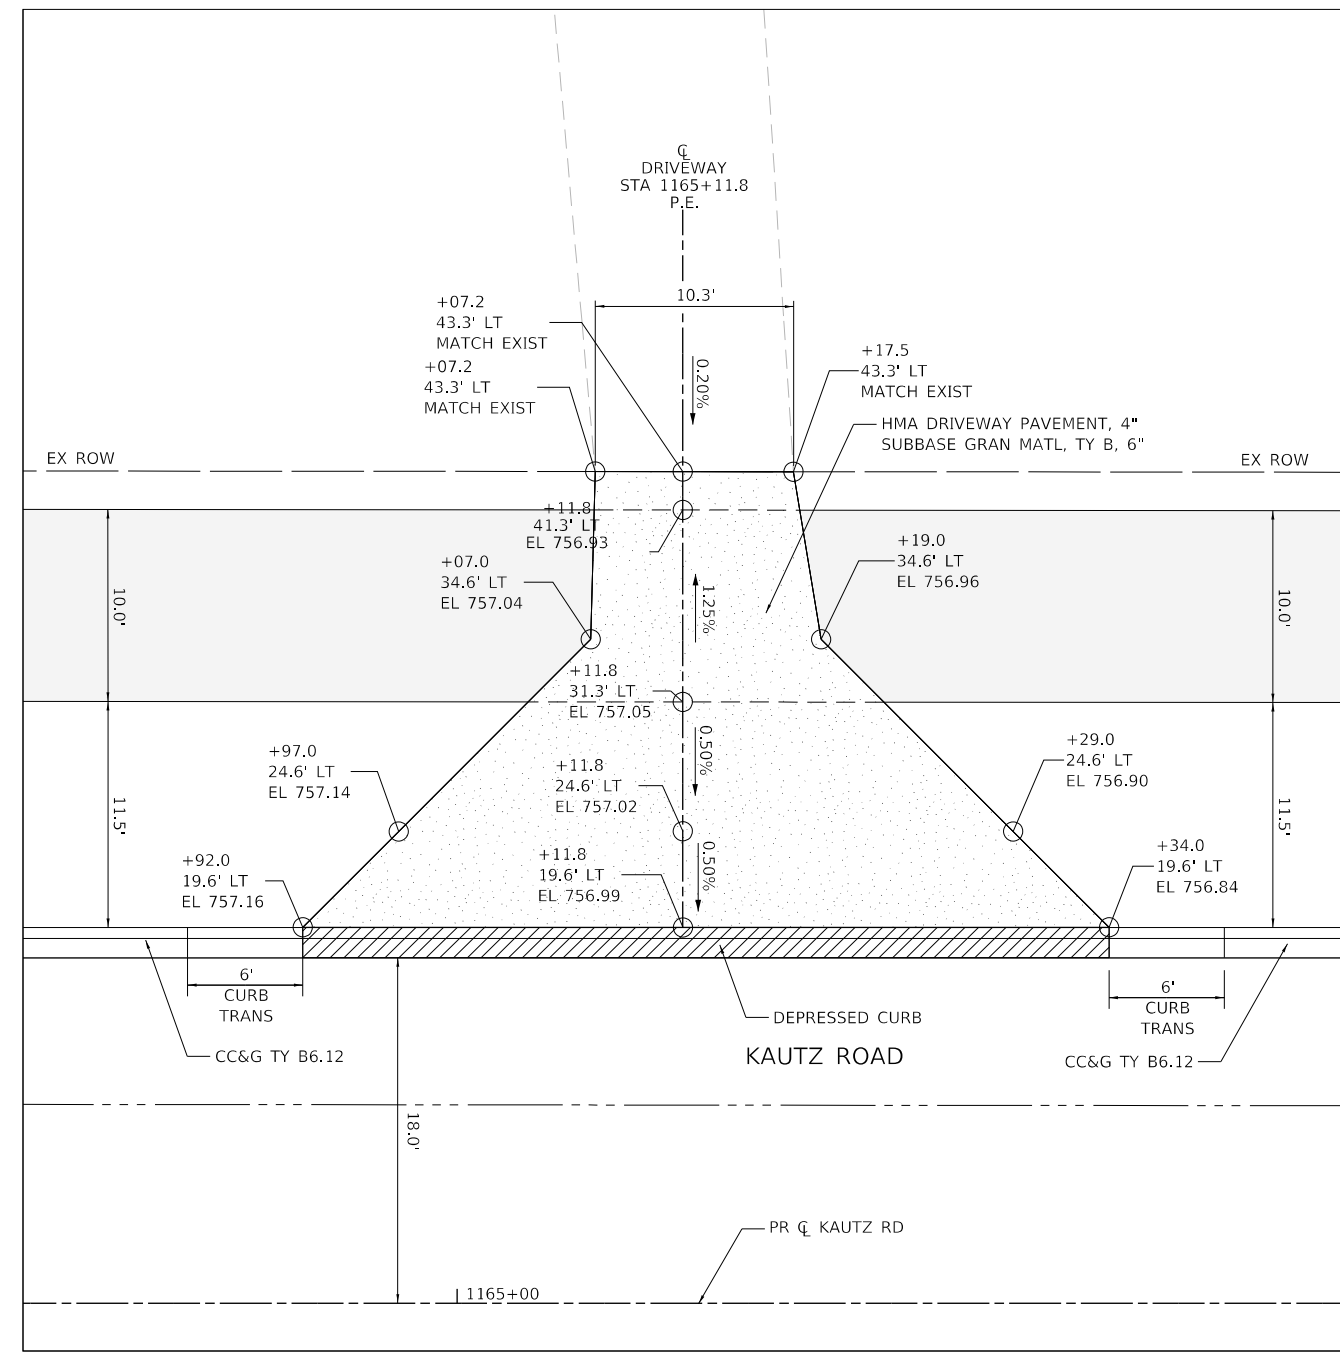 ℄
DRIVEWAY
STA 1165+11.8
P.E.
10.3'
+07.2
43.3' LT
MATCH EXIST
+07.2
43.3' LT
MATCH EXIST
0.20%
+17.5
43.3' LT
MATCH EXIST
HMA DRIVEWAY PAVEMENT, 4"
SUBBASE GRAN MATL, TY B, 6"
EX ROW
EX ROW
+11.8
41.3' LT
EL 756.93
+07.0
34.6' LT
EL 757.04
+19.0
34.6' LT
EL 756.96
10.0'
1.25%
10.0'
+11.8
31.3' LT
EL 757.05
0.50%
+97.0
24.6' LT
EL 757.14
+11.8
24.6' LT
EL 757.02
+29.0
24.6' LT
EL 756.90
11.5'
11.5'
+92.0
19.6' LT
EL 757.16
+11.8
19.6' LT
EL 756.99
0.50%
+34.0
19.6' LT
EL 756.84
6'
CURB
TRANS
6'
CURB
TRANS
DEPRESSED CURB
CC&G TY B6.12
KAUTZ ROAD
CC&G TY B6.12
18.0'
PR ℄ KAUTZ RD
1165+00